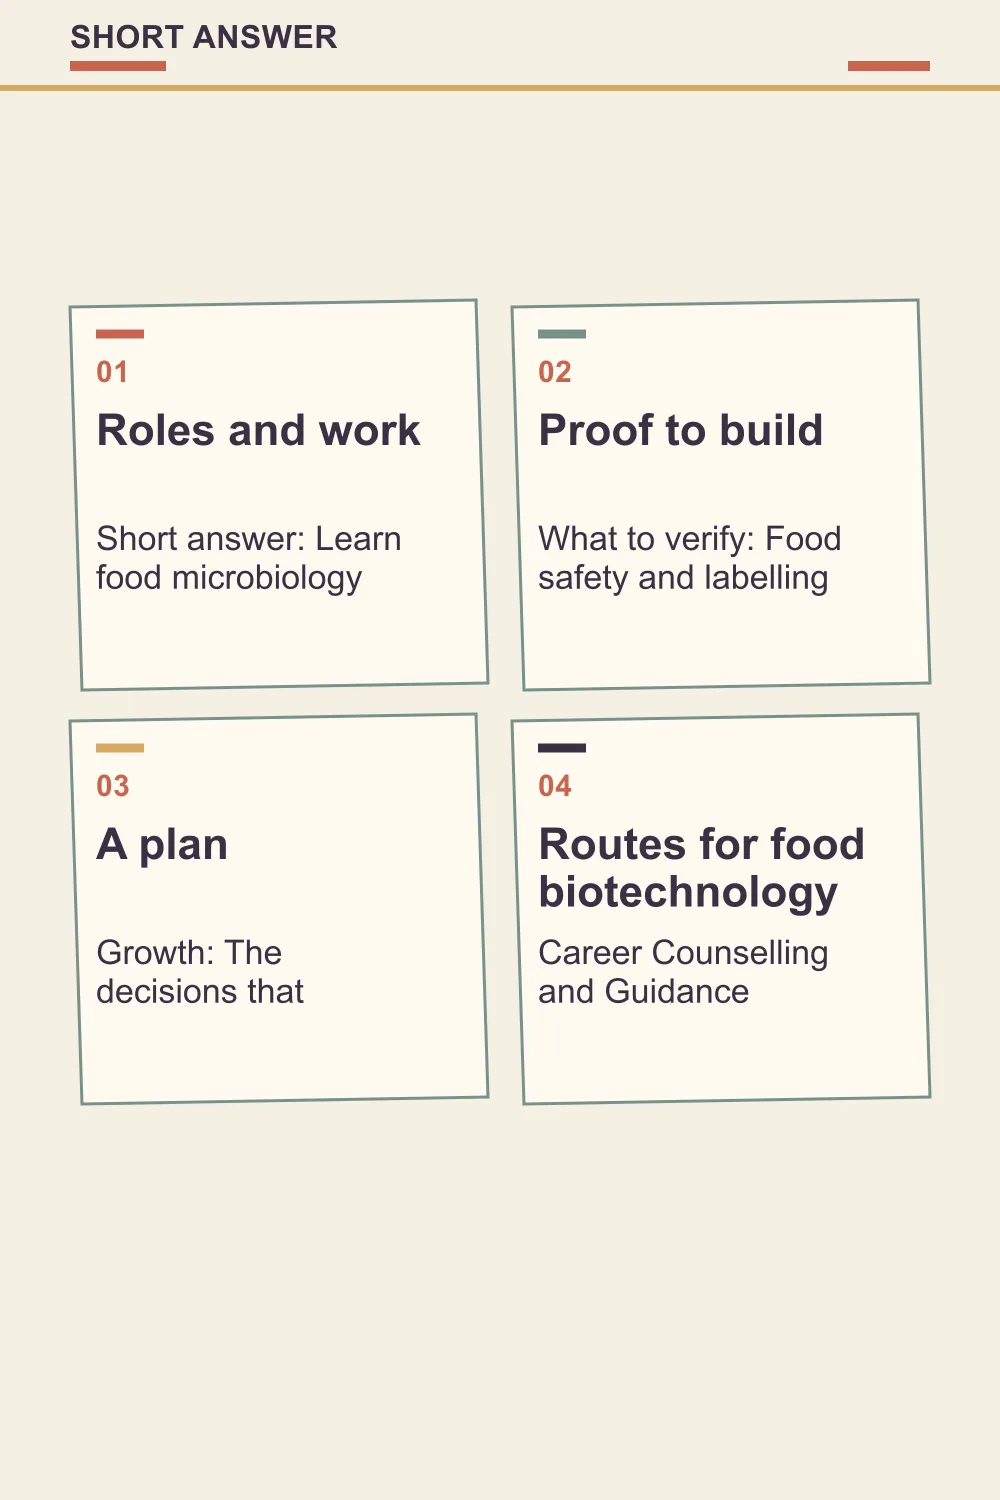 SHORT ANSWER
01
Roles and work
Short answer: Learn
food microbiology
02
Proof to build
What to verify: Food
safety and labelling
03
A plan
Growth: The
decisions that
04
Routes for food
biotechnology
Career Counselling
and Guidance